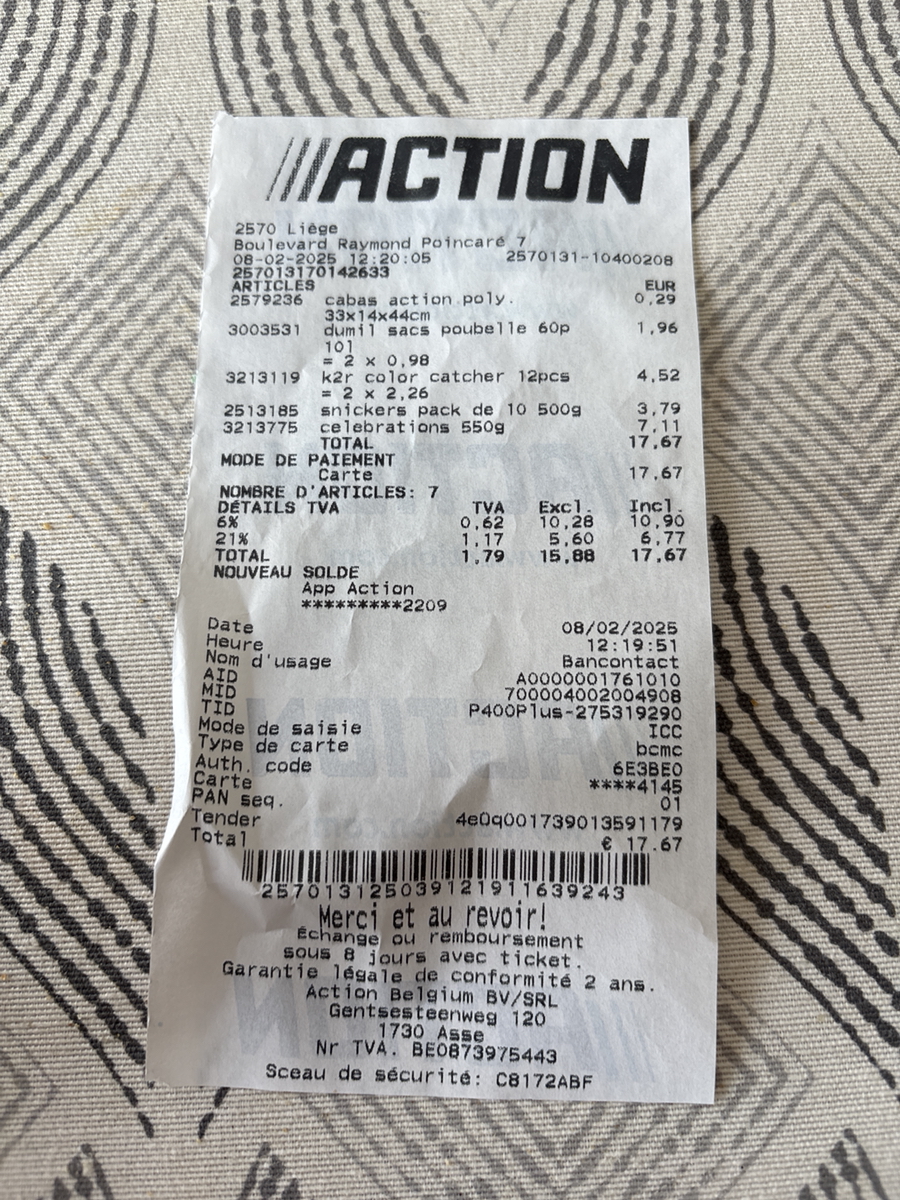 ACTION
2570 Liège
Boulevard Raymond Poincaré 7
08-02-2025 12:20:05 2570131-10400208
257013170142633
ARTICLES EUR
2579236 cabas action poly. 0,29
33x14x44cm
3003531 dumil sacs poubelle 60p 1,96
10l
= 2 x 0,98
3213119 k2r color catcher 12pcs 4,52
= 2 x 2,26
2513185 snickers pack de 10 500g 3,79
3213775 celebrations 550g 7,11
TOTAL 17,67
MODE DE PAIEMENT
Carte 17,67
NOMBRE D'ARTICLES: 7
DÉTAILS TVA TVA Excl. Incl.
6% 0,62 10,28 10,90
21% 1,17 5,60 6,77
TOTAL 1,79 15,88 17,67
NOUVEAU SOLDE
App Action
*********2209
Date 08/02/2025
Heure 12:19:51
Nom d'usage Bancontact
AID A0000001761010
MID 700004002004908
TID P400Plus-275319290
Mode de saisie ICC
Type de carte bcmc
Auth. code 6E3BE0
Carte ****4145
PAN seq. 01
Tender 4e0q001739013591179
Total € 17.67
257013125039121911639243
Merci et au revoir!
Échange ou remboursement
sous 8 jours avec ticket.
Garantie légale de conformité 2 ans.
Action Belgium BV/SRL
Gentsesteenweg 120
1730 Asse
Nr TVA. BE0873975443
Sceau de sécurité: C8172ABF